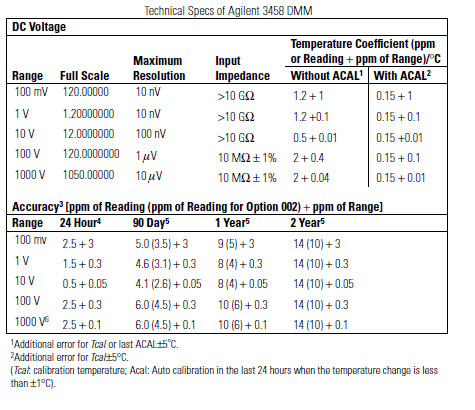 Technical Specs of Agilent 3458 DMM
DC Voltage
Temperature Coefficient (ppm
Maximum Input or Reading + ppm of Range)/°C
Range Full Scale Resolution Impedance Without ACAL¹ With ACAL²
100 mV 120.00000 10 nV >10 GΩ 1.2 + 1 0.15 + 1
1 V 1.20000000 10 nV >10 GΩ 1.2 +0.1 0.15 + 0.1
10 V 12.0000000 100 nV >10 GΩ 0.5 + 0.01 0.15 +0.01
100 V 120.0000000 1 µV 10 MΩ ± 1% 2 + 0.4 0.15 + 0.1
1000 V 1050.00000 10 µV 10 MΩ ± 1% 2 + 0.04 0.15 + 0.01
Accuracy³ [ppm of Reading (ppm of Reading for Option 002) + ppm of Range]
Range 24 Hour⁴ 90 Day⁵ 1 Year⁵ 2 Year⁵
100 mv 2.5 + 3 5.0 (3.5) + 3 9 (5) + 3 14 (10) + 3
1 V 1.5 + 0.3 4.6 (3.1) + 0.3 8 (4) + 0.3 14 (10) + 0.3
10 V 0.5 + 0.05 4.1 (2.6) + 0.05 8 (4) + 0.05 14 (10) + 0.05
100 V 2.5 + 0.3 6.0 (4.5) + 0.3 10 (6) + 0.3 14 (10) + 0.3
1000 V⁶ 2.5 + 0.1 6.0 (4.5) + 0.1 10 (6) + 0.1 14 (10) + 0.1
¹Additional error for Tcal or last ACAL±5°C.
²Additional error for Tcal±5°C.
(Tcal: calibration temperature; Acal: Auto calibration in the last 24 hours when the temperature change is less
than ±1°C).